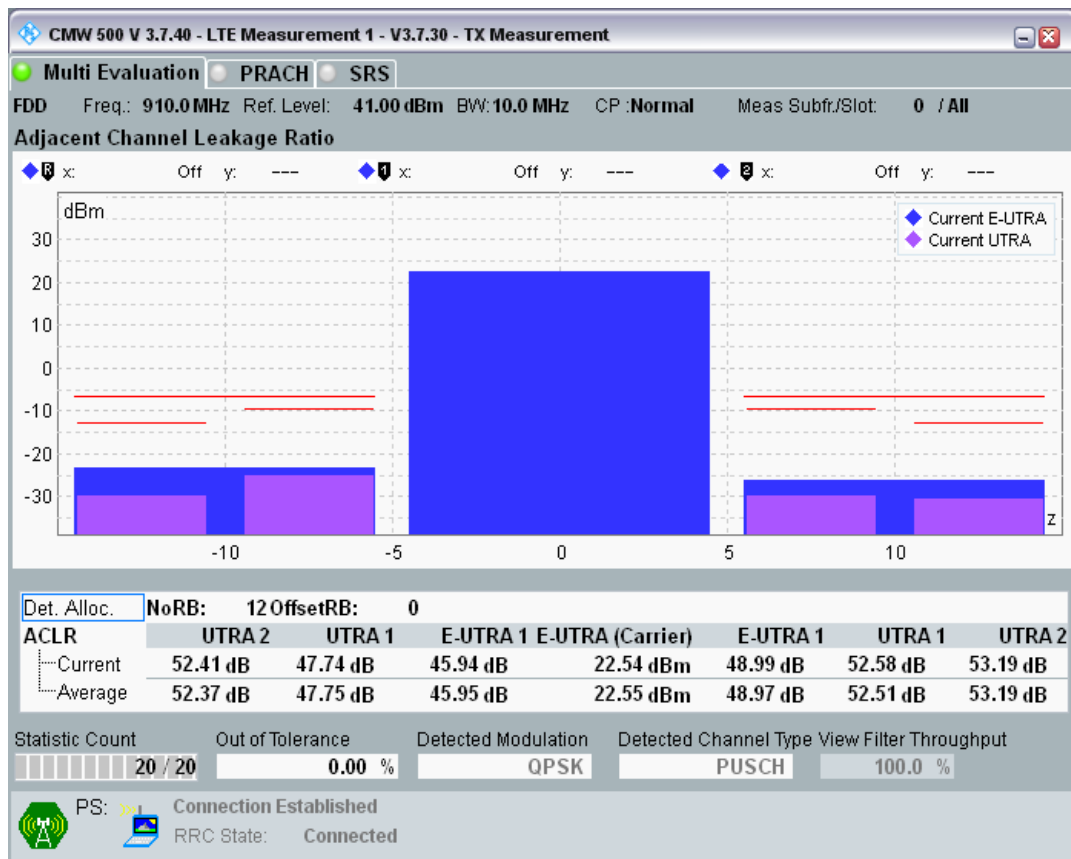 CMW 500 V 3.7.40 - LTE Measurement 1 - V3.7.30 - TX Measurement
Multi Evaluation PRACH SRS
FDD Freq.: 910.0 MHz Ref. Level: 41.00 dBm BW: 10.0 MHz CP :Normal Meas Subfr./Slot: 0 / All
Adjacent Channel Leakage Ratio
R x: Off y: --- 1 x: Off y: --- 2 x: Off y: ---
dBm
Current E-UTRA
Current UTRA
30
20
10
0
-10
-20
-30
z
-10 -5 0 5 10
Det. Alloc. NoRB: 12 OffsetRB: 0
ACLR UTRA 2 UTRA 1 E-UTRA 1 E-UTRA (Carrier) E-UTRA 1 UTRA 1 UTRA 2
Current 52.41 dB 47.74 dB 45.94 dB 22.54 dBm 48.99 dB 52.58 dB 53.19 dB
Average 52.37 dB 47.75 dB 45.95 dB 22.55 dBm 48.97 dB 52.51 dB 53.19 dB
Statistic Count Out of Tolerance Detected Modulation Detected Channel Type View Filter Throughput
20 / 20 0.00 % QPSK PUSCH 100.0 %
PS: Connection Established
RRC State: Connected